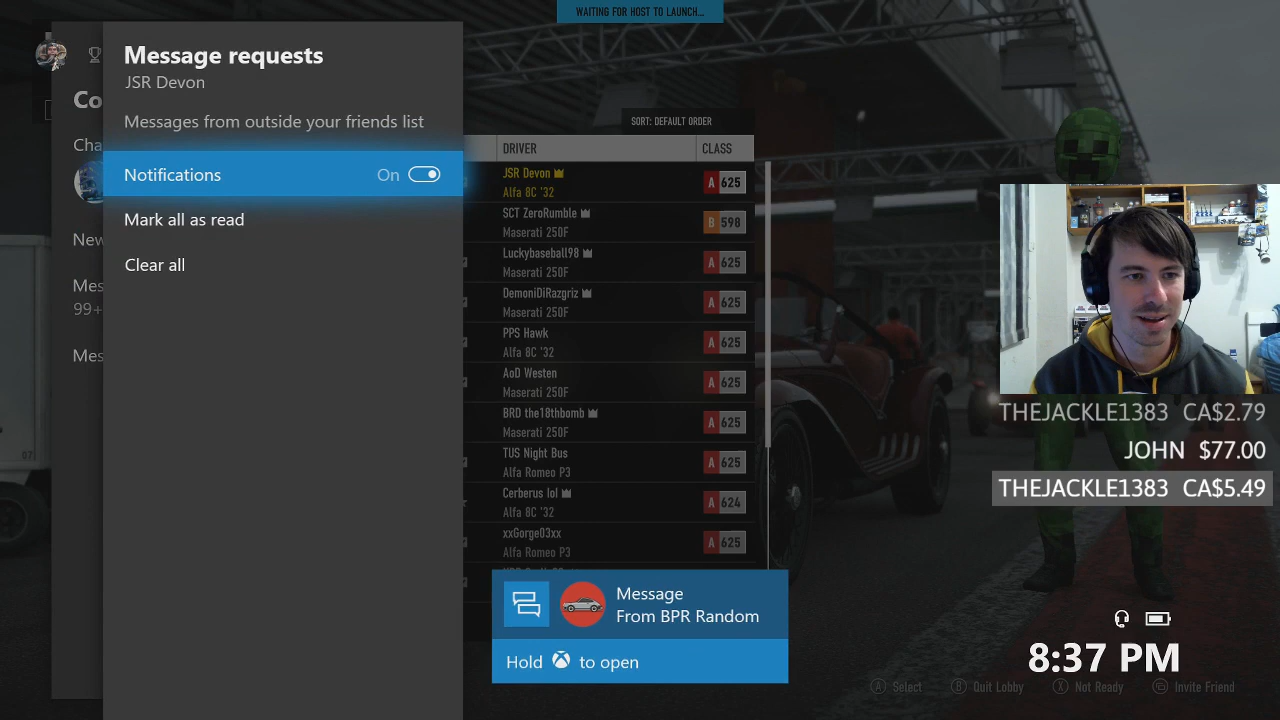 WAITING FOR HOST TO LAUNCH...
Message requests
JSR Devon
Messages from outside your friends list
Notifications On
Mark all as read
Clear all
Co
Cha
New
Mes
99+
Mes
SORT: DEFAULT ORDER
DRIVER CLASS
JSR Devon A 625
Alfa 8C '32
SCT ZeroRumble B 598
Maserati 250F
Luckybaseball98 A 625
Maserati 250F
DemoniDiRazgriz A 625
Maserati 250F
PPS Hawk A 625
Alfa 8C '32
AoD Westen A 625
Maserati 250F
BRD the18thbomb A 625
Maserati 250F
TUS Night Bus A 625
Alfa Romeo P3
Cerberus lol A 624
Alfa 8C '32
xxGorge03xx A 625
Alfa Romeo P3
Message
From BPR Random
Hold to open
THEJACKLE1383 CA$2.79
JOHN $77.00
THEJACKLE1383 CA$5.49
8:37 PM
A Select B Quit Lobby X Not Ready Invite Friend